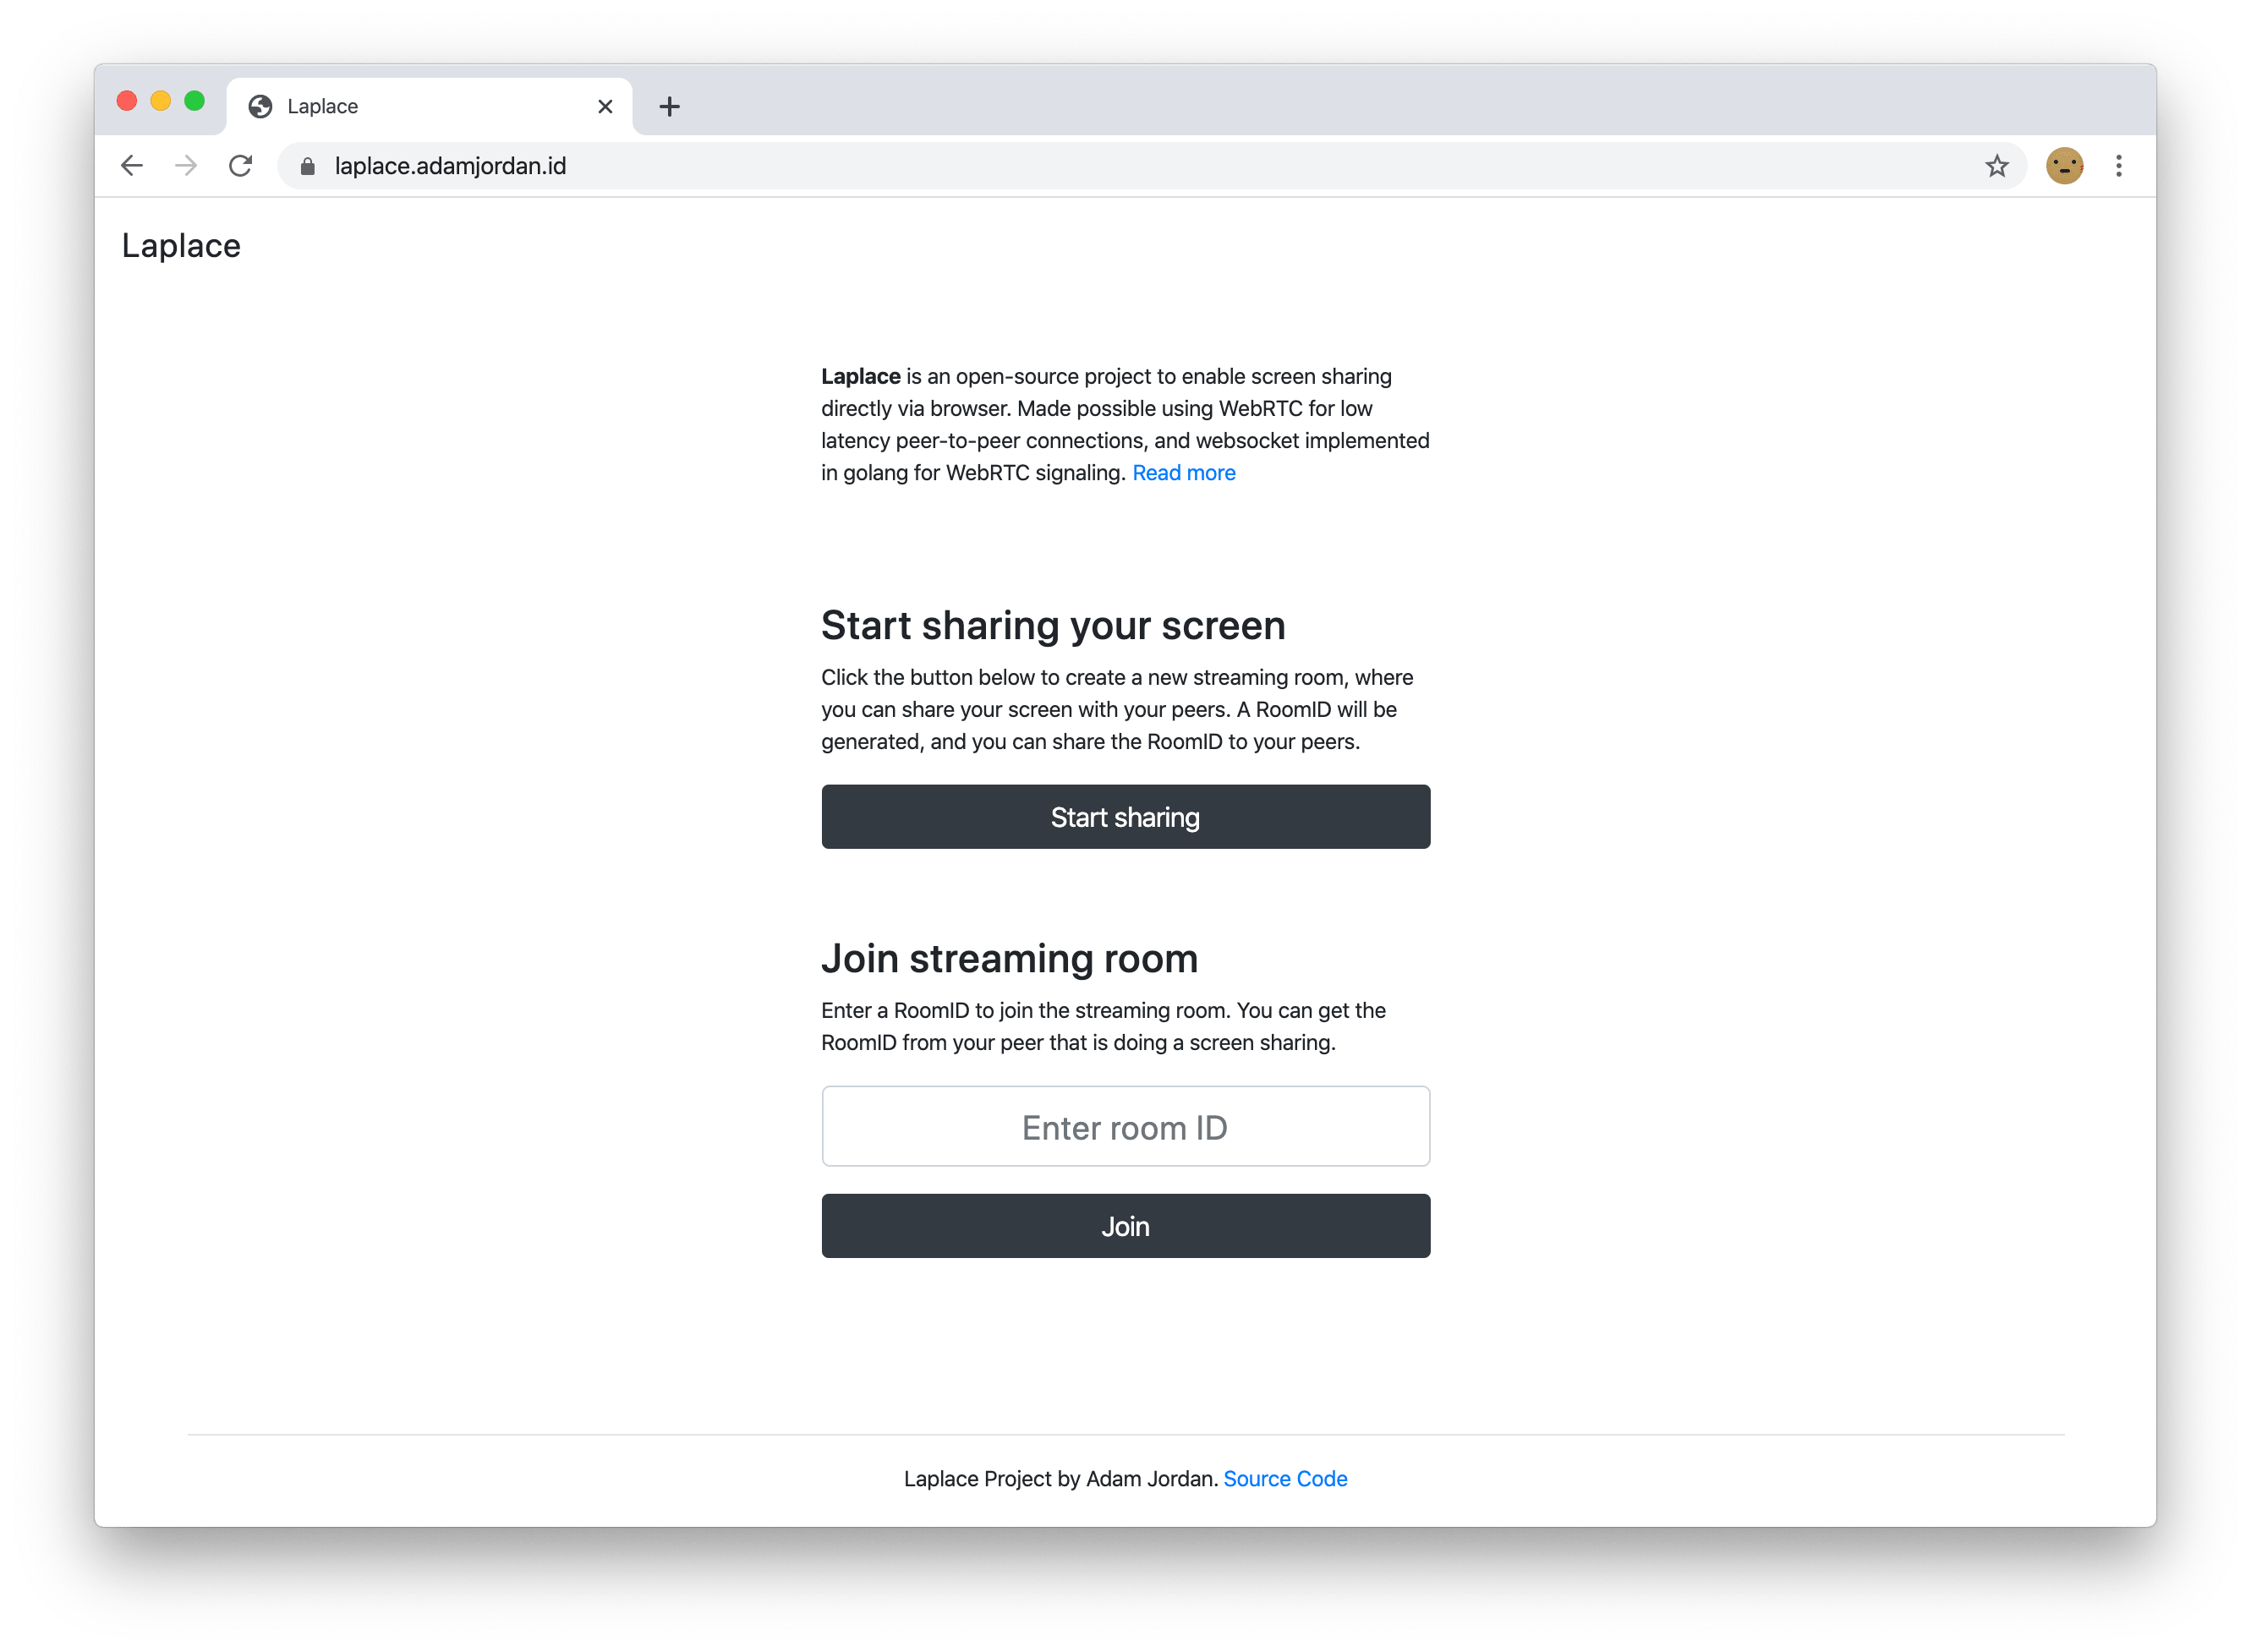 Laplace
laplace.adamjordan.id
Laplace
Laplace is an open-source project to enable screen sharing
directly via browser. Made possible using WebRTC for low
latency peer-to-peer connections, and websocket implemented
in golang for WebRTC signaling. Read more
Start sharing your screen
Click the button below to create a new streaming room, where
you can share your screen with your peers. A RoomID will be
generated, and you can share the RoomID to your peers.
Start sharing
Join streaming room
Enter a RoomID to join the streaming room. You can get the
RoomID from your peer that is doing a screen sharing.
Enter room ID
Join
Laplace Project by Adam Jordan. Source Code